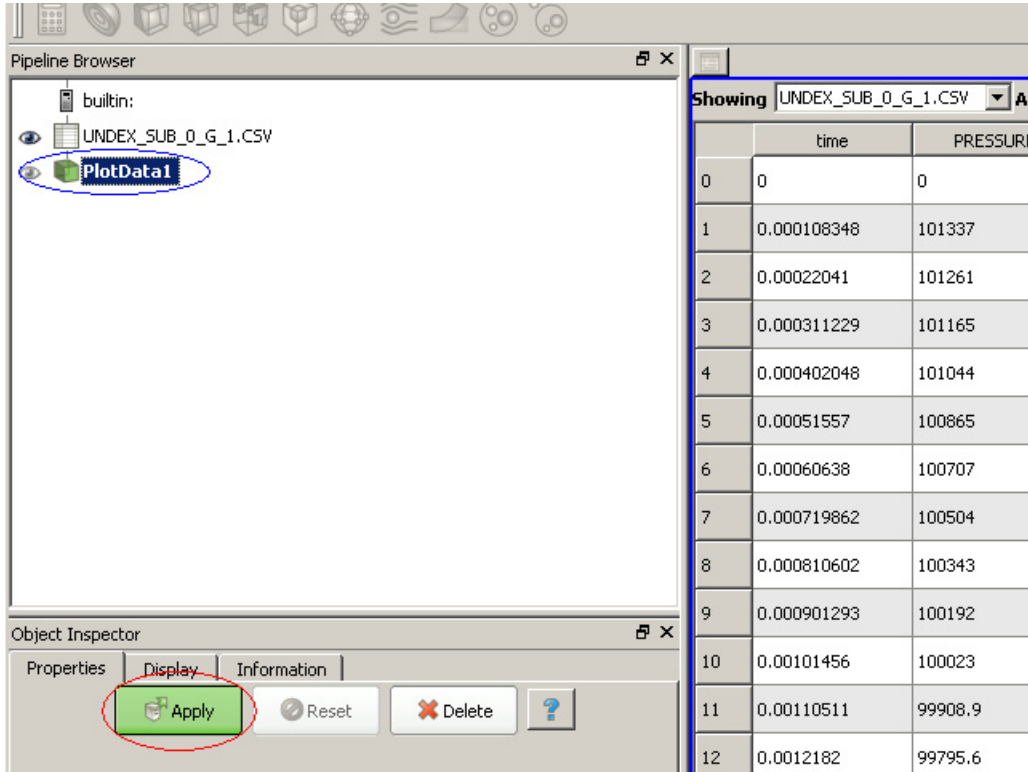 Pipeline Browser
builtin:
UNDEX_SUB_0_G_1.CSV
PlotData1
Object Inspector
Properties Display Information
Apply Reset Delete ?
Showing UNDEX_SUB_0_G_1.CSV A
time PRESSUR
0 0 0
1 0.000108348 101337
2 0.00022041 101261
3 0.000311229 101165
4 0.000402048 101044
5 0.00051557 100865
6 0.00060638 100707
7 0.000719862 100504
8 0.000810602 100343
9 0.000901293 100192
10 0.00101456 100023
11 0.00110511 99908.9
12 0.0012182 99795.6